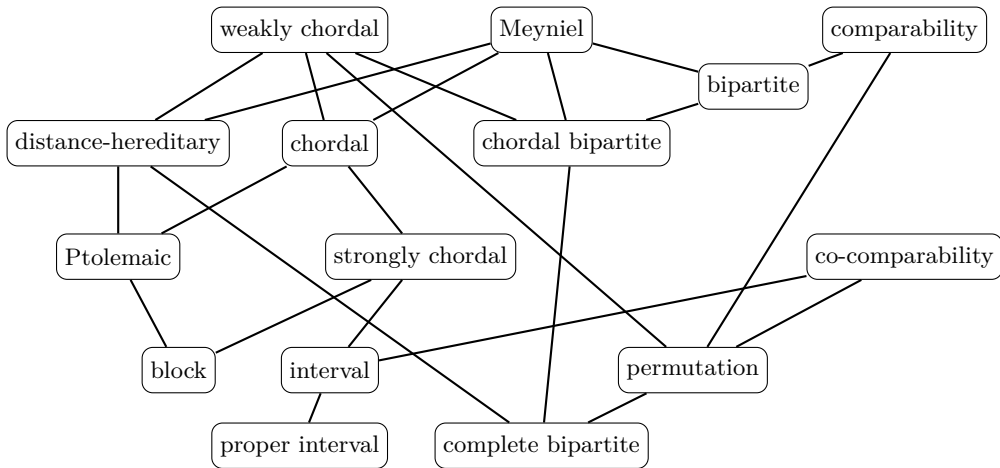 weakly chordal
Meyniel
comparability
bipartite
distance-hereditary
chordal
chordal bipartite
Ptolemaic
strongly chordal
co-comparability
block
interval
permutation
proper interval
complete bipartite